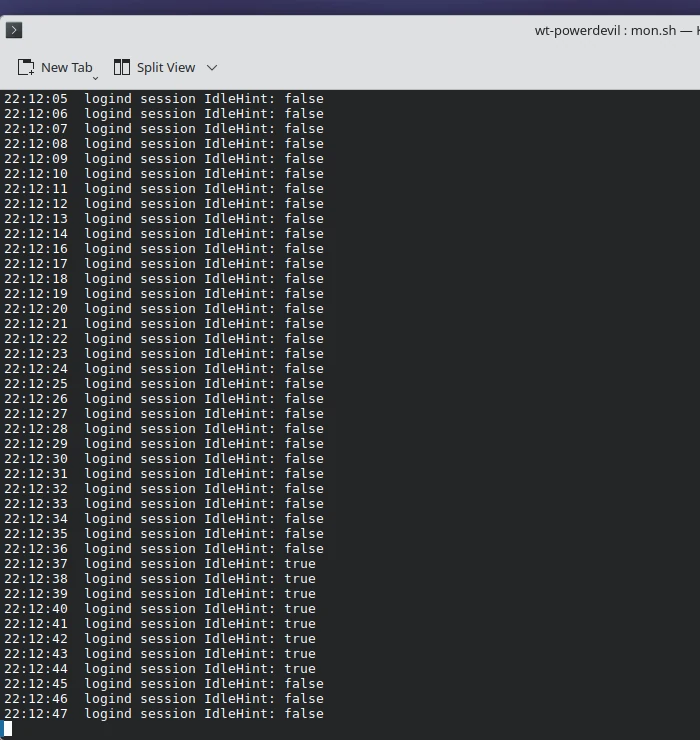 wt-powerdevil : mon.sh —
New Tab Split View
22:12:05 logind session IdleHint: false
22:12:06 logind session IdleHint: false
22:12:07 logind session IdleHint: false
22:12:08 logind session IdleHint: false
22:12:09 logind session IdleHint: false
22:12:10 logind session IdleHint: false
22:12:11 logind session IdleHint: false
22:12:12 logind session IdleHint: false
22:12:13 logind session IdleHint: false
22:12:14 logind session IdleHint: false
22:12:16 logind session IdleHint: false
22:12:17 logind session IdleHint: false
22:12:18 logind session IdleHint: false
22:12:19 logind session IdleHint: false
22:12:20 logind session IdleHint: false
22:12:21 logind session IdleHint: false
22:12:22 logind session IdleHint: false
22:12:23 logind session IdleHint: false
22:12:24 logind session IdleHint: false
22:12:25 logind session IdleHint: false
22:12:26 logind session IdleHint: false
22:12:27 logind session IdleHint: false
22:12:28 logind session IdleHint: false
22:12:29 logind session IdleHint: false
22:12:30 logind session IdleHint: false
22:12:31 logind session IdleHint: false
22:12:32 logind session IdleHint: false
22:12:33 logind session IdleHint: false
22:12:34 logind session IdleHint: false
22:12:35 logind session IdleHint: false
22:12:36 logind session IdleHint: false
22:12:37 logind session IdleHint: true
22:12:38 logind session IdleHint: true
22:12:39 logind session IdleHint: true
22:12:40 logind session IdleHint: true
22:12:41 logind session IdleHint: true
22:12:42 logind session IdleHint: true
22:12:43 logind session IdleHint: true
22:12:44 logind session IdleHint: true
22:12:45 logind session IdleHint: false
22:12:46 logind session IdleHint: false
22:12:47 logind session IdleHint: false